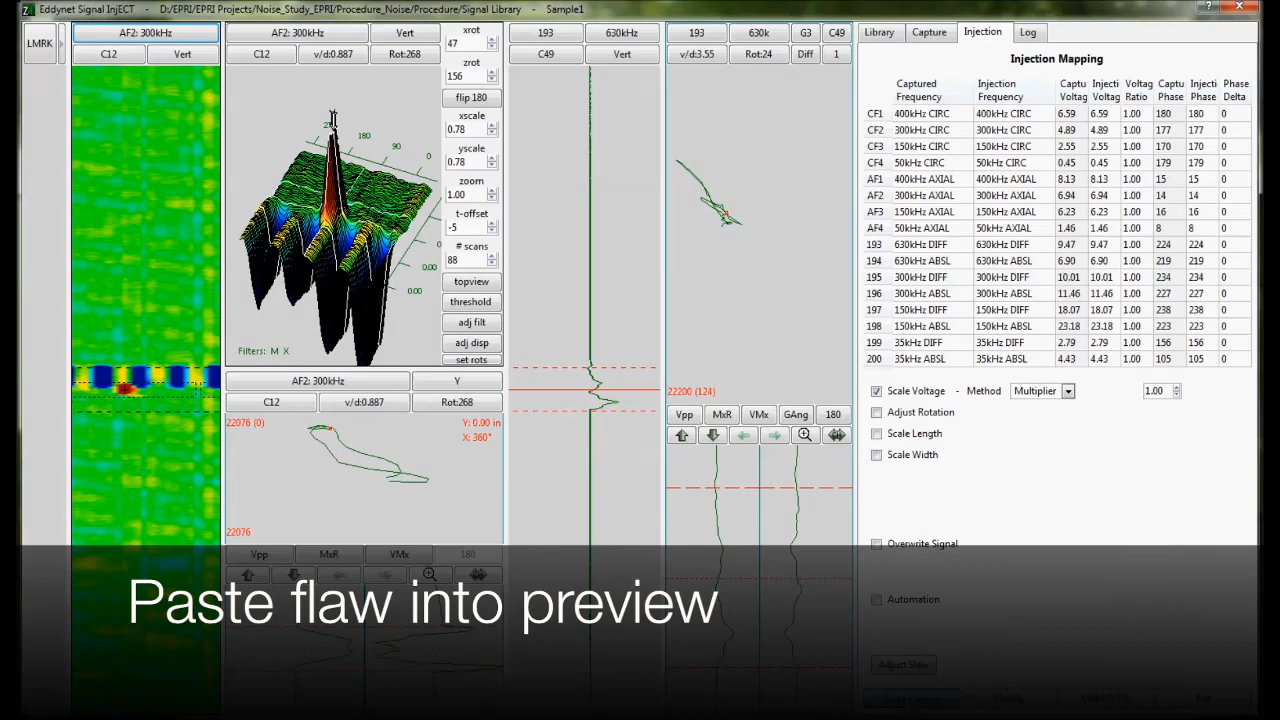 Eddynet Signal InjECT - D:/EPRI/EPRI Projects/Noise_Study_EPRI/Procedure_Noise/Procedure/Signal Library - Sample1
LMRK
AF2: 300kHz
C12 Vert
AF2: 300kHz Vert
C12 v/d:0.887 Rot:268
180
90
0
0.00
0.00
Filters: M X
xrot
47
zrot
156
flip 180
xscale
0.78
yscale
0.78
zoom
1.00
t-offset
-5
# scans
88
topview
threshold
adj filt
adj disp
set rots
AF2: 300kHz Y
C12 v/d:0.887 Rot:268
22076 (0) Y: 0.00 in
X: 360°
22076
Vpp MxR VMx 180
193 630kHz
C49 Vert
193 630k G3 C49
v/d:3.55 Rot:24 Diff 1
22200 (124)
Vpp MxR VMx GAng 180
Library Capture Injection Log
Injection Mapping
Captured Frequency Injection Frequency Captu Voltag Injecti Voltag Voltag Ratio Captu Phase Injecti Phase Phase Delta
CF1 400kHz CIRC 400kHz CIRC 6.59 6.59 1.00 180 180 0
CF2 300kHz CIRC 300kHz CIRC 4.89 4.89 1.00 177 177 0
CF3 150kHz CIRC 150kHz CIRC 2.55 2.55 1.00 170 170 0
CF4 50kHz CIRC 50kHz CIRC 0.45 0.45 1.00 179 179 0
AF1 400kHz AXIAL 400kHz AXIAL 8.13 8.13 1.00 15 15 0
AF2 300kHz AXIAL 300kHz AXIAL 6.94 6.94 1.00 14 14 0
AF3 150kHz AXIAL 150kHz AXIAL 6.23 6.23 1.00 16 16 0
AF4 50kHz AXIAL 50kHz AXIAL 1.46 1.46 1.00 8 8 0
193 630kHz DIFF 630kHz DIFF 9.47 9.47 1.00 224 224 0
194 630kHz ABSL 630kHz ABSL 6.90 6.90 1.00 219 219 0
195 300kHz DIFF 300kHz DIFF 10.01 10.01 1.00 234 234 0
196 300kHz ABSL 300kHz ABSL 11.46 11.46 1.00 227 227 0
197 150kHz DIFF 150kHz DIFF 18.07 18.07 1.00 238 238 0
198 150kHz ABSL 150kHz ABSL 23.18 23.18 1.00 223 223 0
199 35kHz DIFF 35kHz DIFF 2.79 2.79 1.00 156 156 0
200 35kHz ABSL 35kHz ABSL 4.43 4.43 1.00 105 105 0
Scale Voltage - Method Multiplier 1.00
Adjust Rotation
Scale Length
Scale Width
Overwrite Signal
Automation
Adjust Slew
Paste flaw into preview